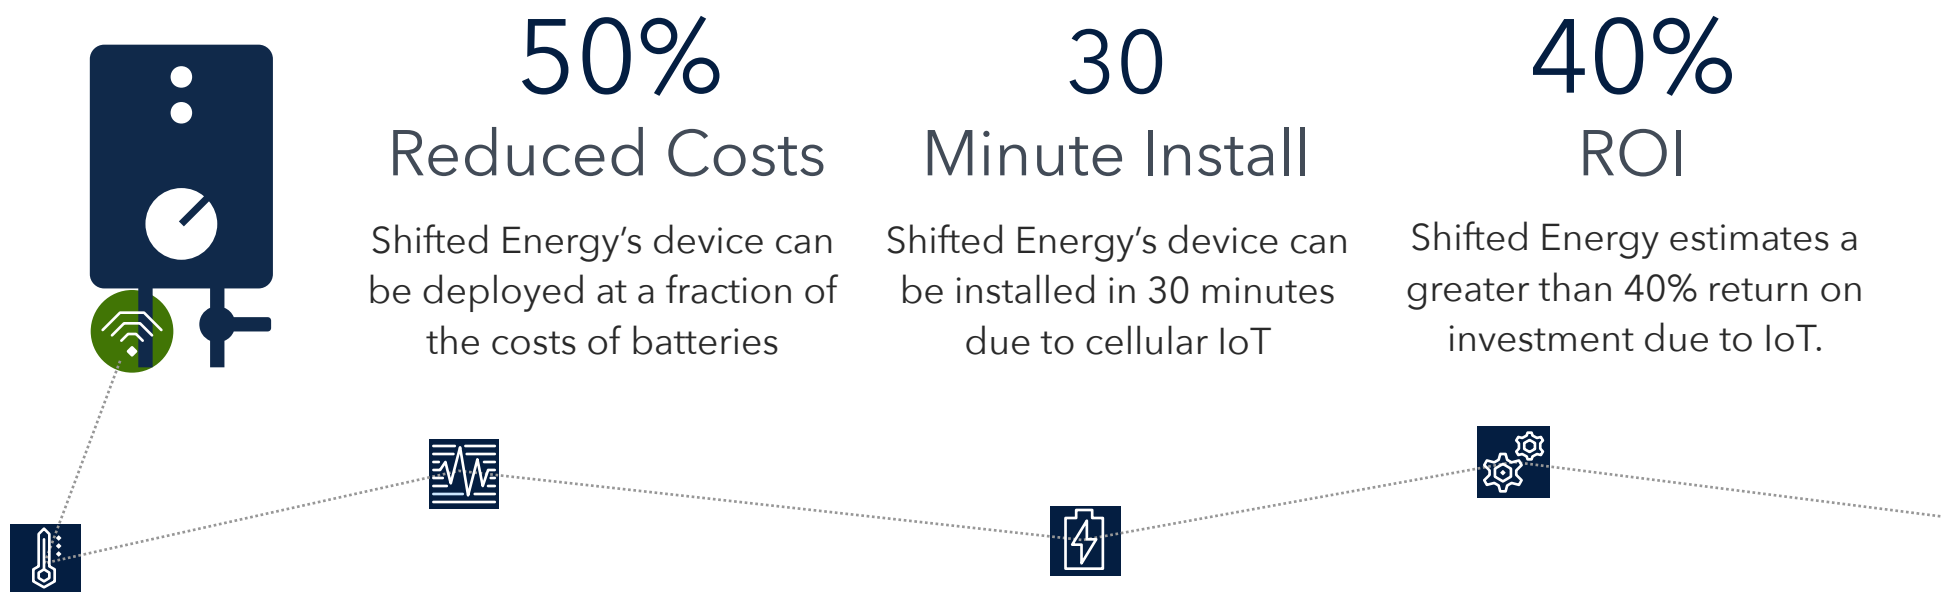 50%
Reduced Costs
Shifted Energy’s device can
be deployed at a fraction of
the costs of batteries
30
Minute Install
Shifted Energy’s device can
be installed in 30 minutes
due to cellular IoT
40%
ROI
Shifted Energy estimates a
greater than 40% return on
investment due to IoT.